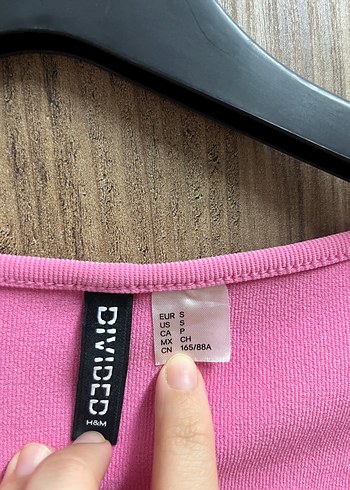 DIVIDED
H&M
EUR S
US S
CA P
MX CH
CN 165/88A